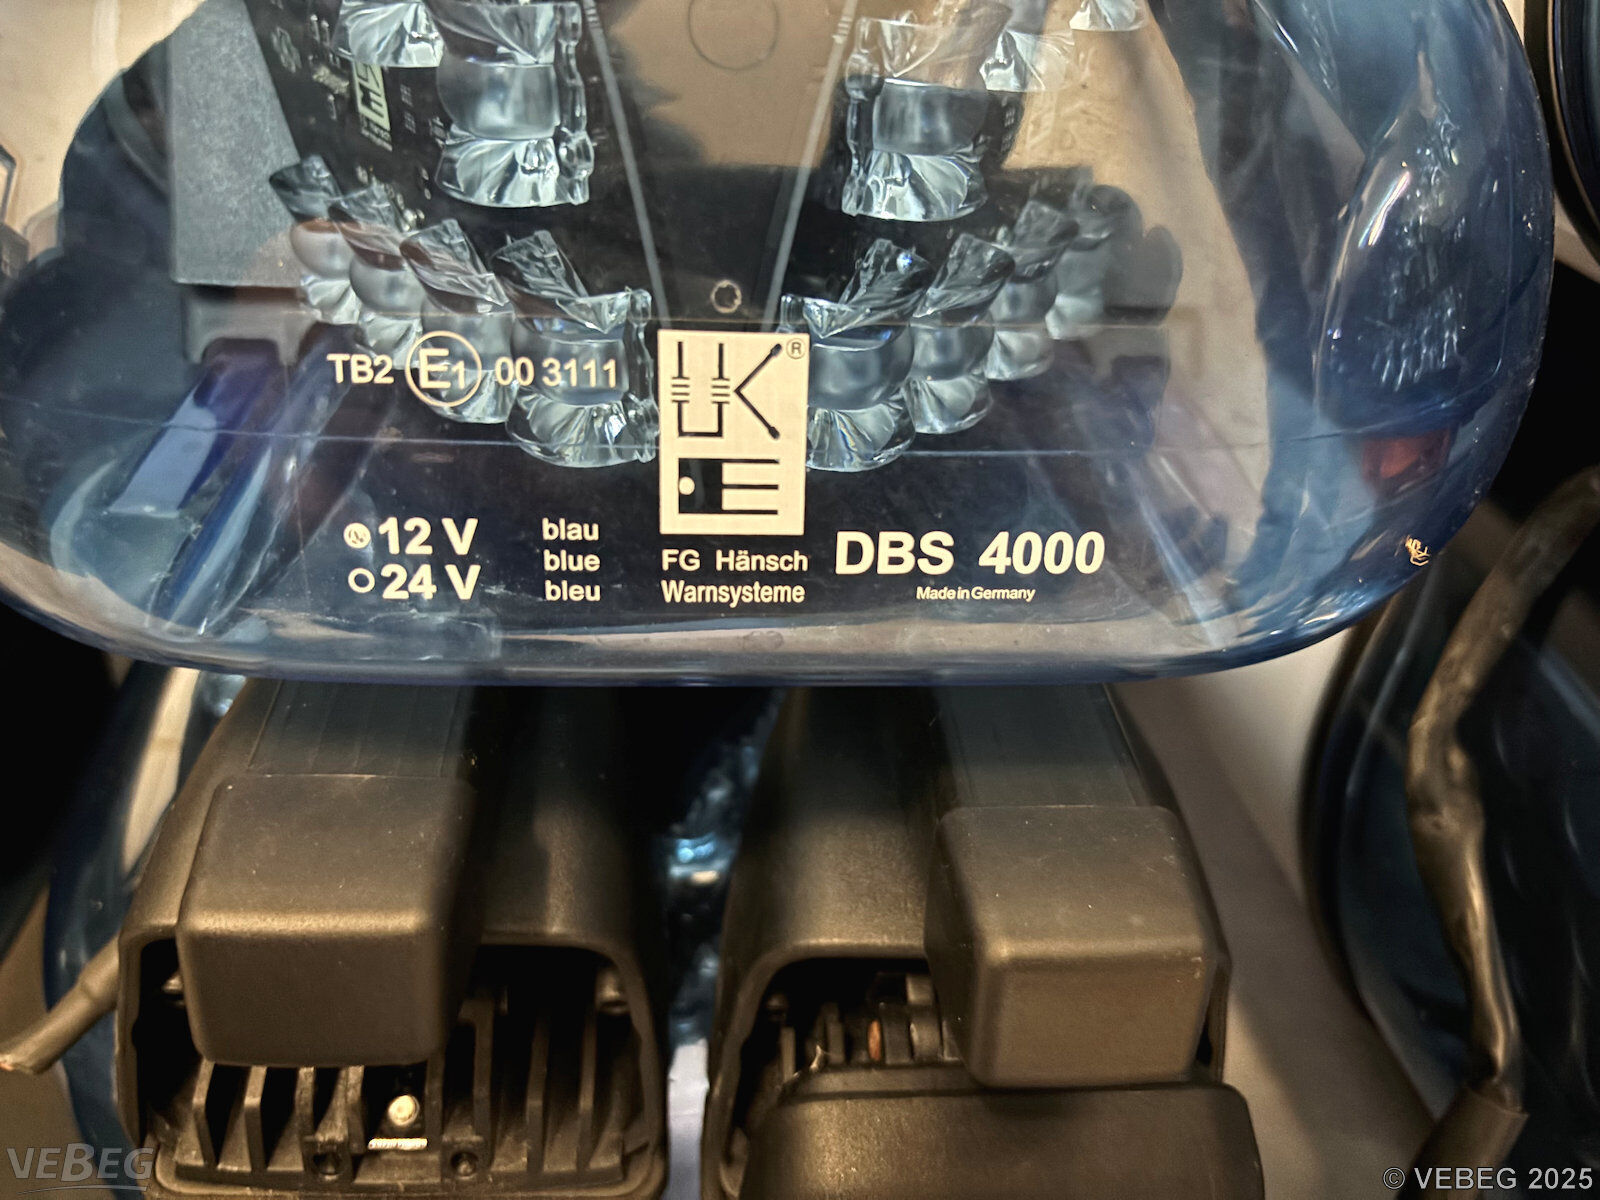 TB2 E1 00 3111
®
12 V
24 V
blau
blue
bleu
FG Hänsch
Warnsysteme
DBS 4000
Made in Germany
VEBEG
© VEBEG 2025